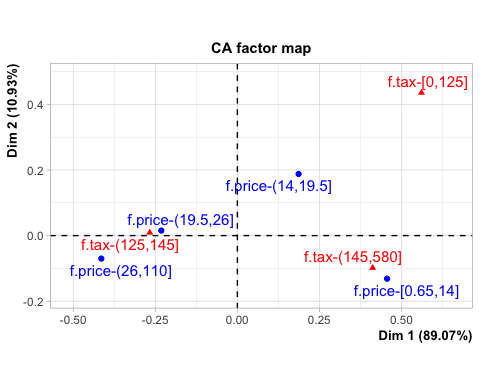 CA factor map
Dim 2 (10.93%)
0.4
0.2
0.0
-0.2
f.tax-[0,125]
f.price-(14,19.5]
f.price-(19.5,26]
f.tax-(125,145]
f.tax-(145,580]
f.price-(26,110]
f.price-[0.65,14]
-0.50
-0.25
0.00
0.25
0.50
Dim 1 (89.07%)